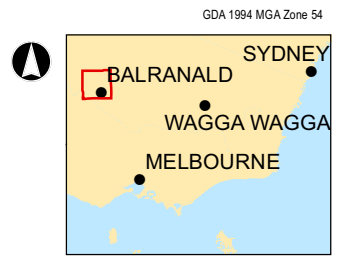 GDA 1994 MGA Zone 54
SYDNEY
BALRANALD
WAGGA WAGGA
MELBOURNE